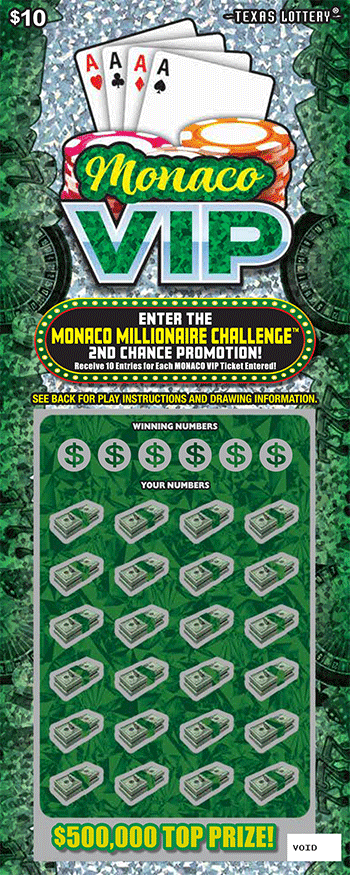 $10
TEXAS LOTTERY®
A A A A
Monaco
VIP
ENTER THE
MONACO MILLIONAIRE CHALLENGE™
2ND CHANCE PROMOTION!
Receive 10 Entries for Each MONACO VIP Ticket Entered!
SEE BACK FOR PLAY INSTRUCTIONS AND DRAWING INFORMATION.
WINNING NUMBERS
$ $ $ $ $ $
YOUR NUMBERS
$500,000 TOP PRIZE!
VOID